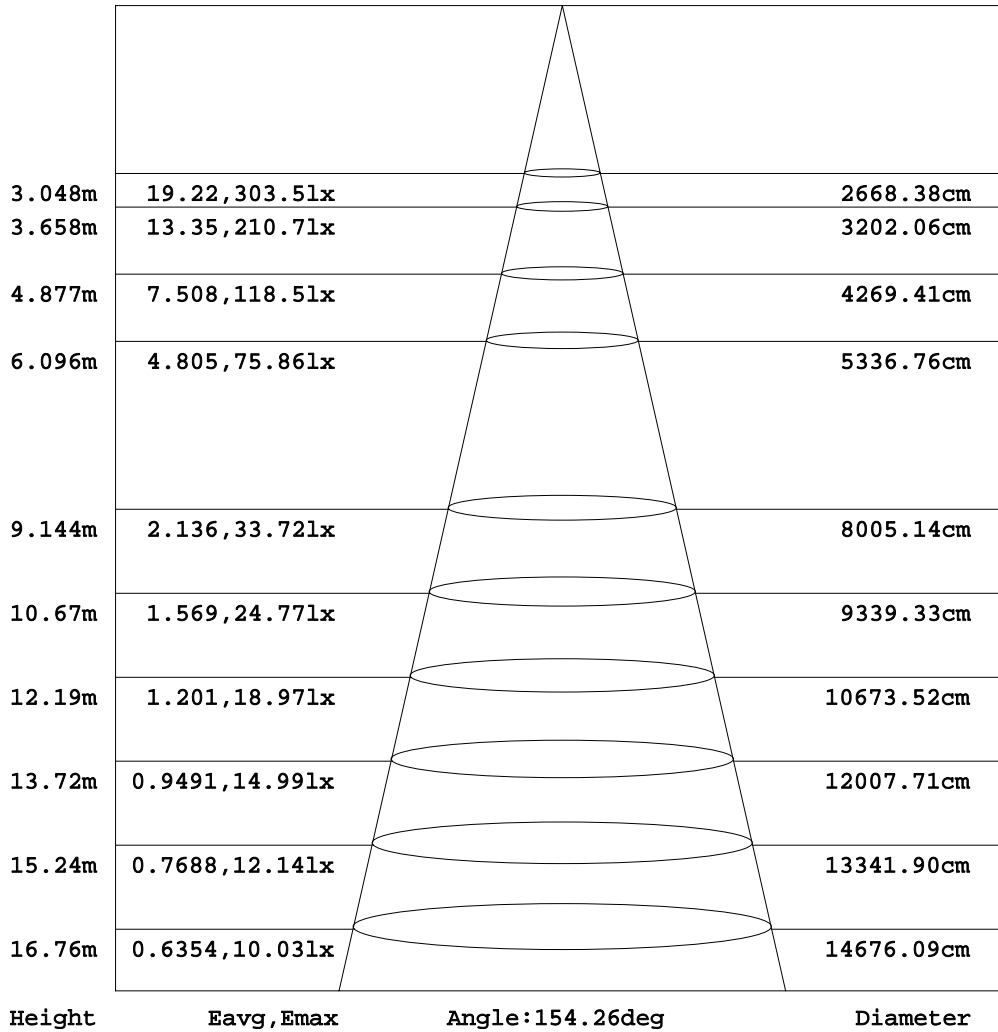 3.048m 19.22,303.5lx 2668.38cm
3.658m 13.35,210.7lx 3202.06cm
4.877m 7.508,118.5lx 4269.41cm
6.096m 4.805,75.86lx 5336.76cm
9.144m 2.136,33.72lx 8005.14cm
10.67m 1.569,24.77lx 9339.33cm
12.19m 1.201,18.97lx 10673.52cm
13.72m 0.9491,14.99lx 12007.71cm
15.24m 0.7688,12.14lx 13341.90cm
16.76m 0.6354,10.03lx 14676.09cm
Height Eavg,Emax Angle:154.26deg Diameter